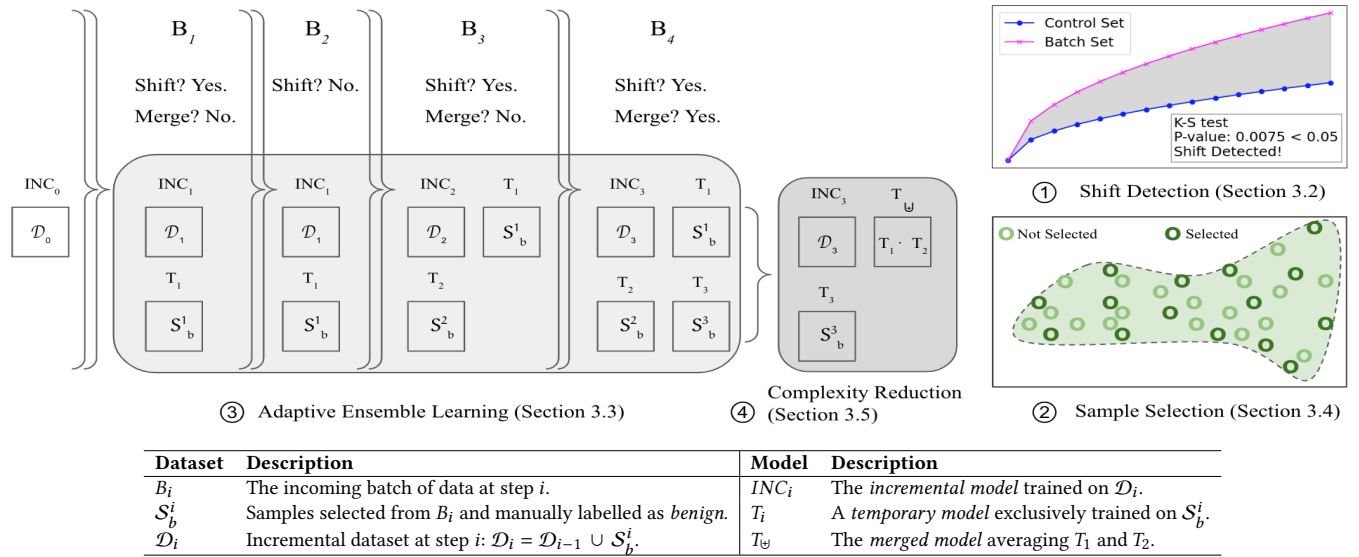 B1 B2 B3 B4
Shift? Yes. Shift? No. Shift? Yes. Shift? Yes.
Merge? No. Merge? No. Merge? Yes.
INC₀ INC₁ INC₁ INC₂ T₁ INC₃ T₁
𝒟₀ 𝒟₁ 𝒟₁ 𝒟₂ S¹b 𝒟₃ S¹b
T₁ T₁ T₂ T₂ T₃
S¹b S¹b S²b S²b S³b
INC₃ T⊎
𝒟₃ T₁ · T₂
T₃
S³b
③ Adaptive Ensemble Learning (Section 3.3)
④ Complexity Reduction
(Section 3.5)
Control Set
Batch Set
K-S test
P-value: 0.0075 < 0.05
Shift Detected!
① Shift Detection (Section 3.2)
Not Selected Selected
② Sample Selection (Section 3.4)
Dataset Description Model Description
Bᵢ The incoming batch of data at step i. INCᵢ The incremental model trained on 𝒟ᵢ.
𝒮ⁱb Samples selected from Bᵢ and manually labelled as benign. Tᵢ A temporary model exclusively trained on 𝒮ⁱb.
𝒟ᵢ Incremental dataset at step i: 𝒟ᵢ = 𝒟ᵢ₋₁ ∪ 𝒮ⁱb. T⊎ The merged model averaging T₁ and T₂.